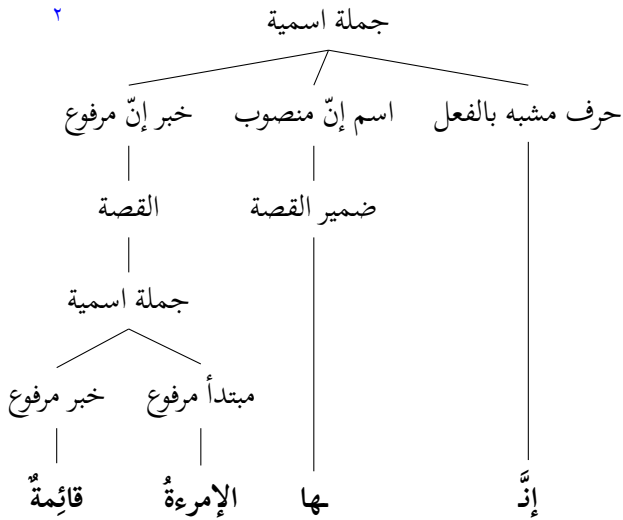 ٢
جملة اسمية
حرف مشبه بالفعل اسم إنّ منصوب خبر إنّ مرفوع
ضمير القصة القصة
جملة اسمية
مبتدأ مرفوع خبر مرفوع
إنَّـ ـها الإمرءةُ قائِمةٌ